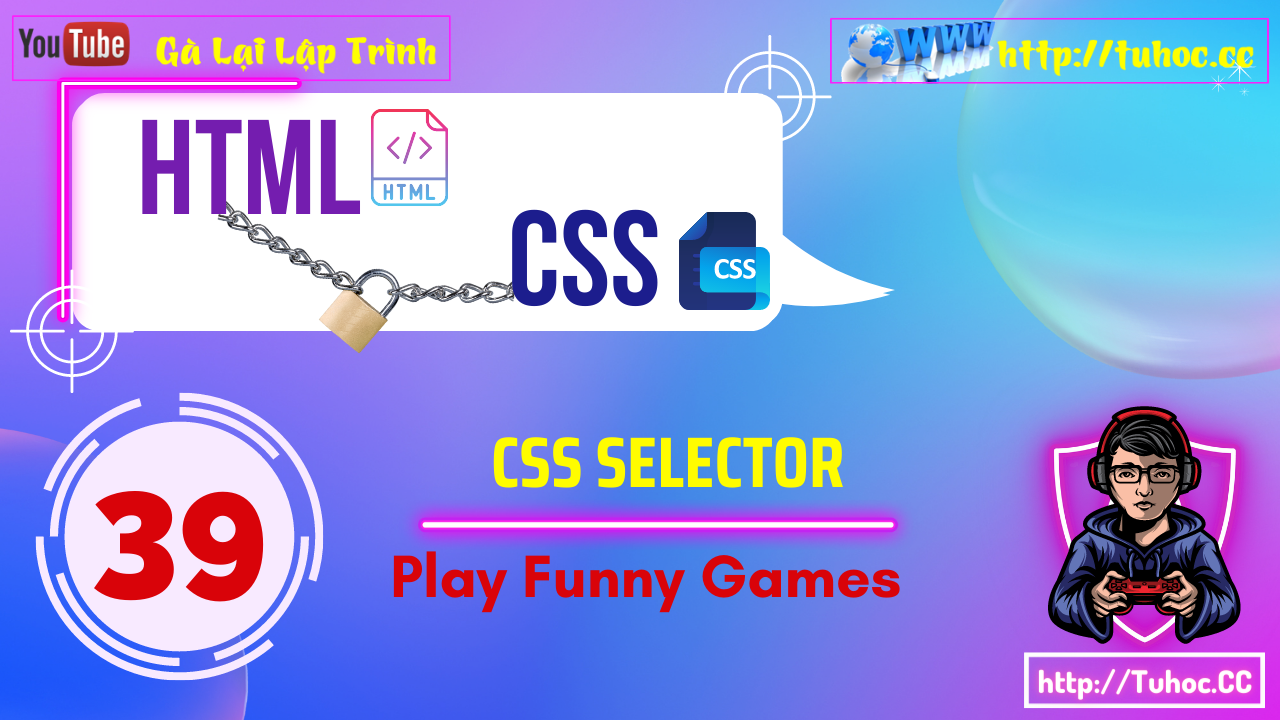 YouTube
Gà Lại Lập Trình
WWW
http://tuhoc.cc
HTML
</>
HTML
CSS
CSS
39
CSS SELECTOR
Play Funny Games
http://Tuhoc.CC